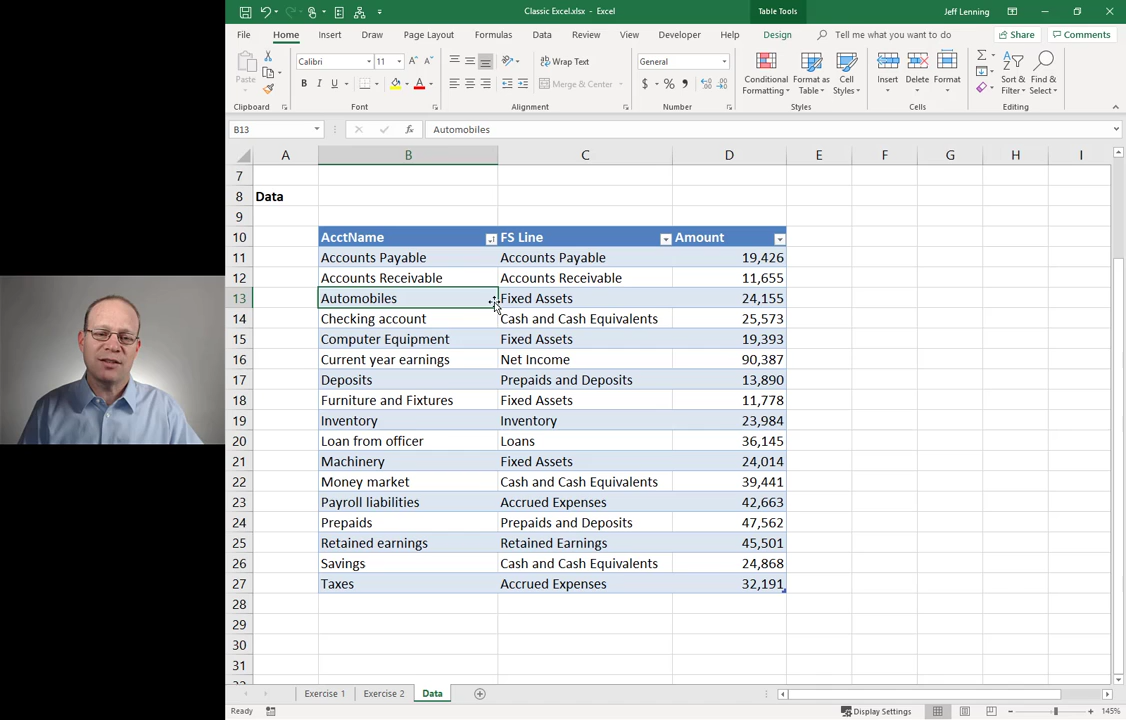 Classic Excel.xlsx - Excel
Table Tools
Jeff Lenning
File Home Insert Draw Page Layout Formulas Data Review View Developer Help Design Tell me what you want to do Share Comments
Paste
Calibri 11 A A
B I U A
Wrap Text
Merge & Center
General
$ %
Conditional Formatting
Format as Table
Cell Styles
Insert
Delete
Format
Sort & Filter
Find & Select
Clipboard Font Alignment Number Styles Cells Editing
B13 fx Automobiles
A B C D E F G H I
7
8 Data
9
10 AcctName FS Line Amount
11 Accounts Payable Accounts Payable 19,426
12 Accounts Receivable Accounts Receivable 11,655
13 Automobiles Fixed Assets 24,155
14 Checking account Cash and Cash Equivalents 25,573
15 Computer Equipment Fixed Assets 19,393
16 Current year earnings Net Income 90,387
17 Deposits Prepaids and Deposits 13,890
18 Furniture and Fixtures Fixed Assets 11,778
19 Inventory Inventory 23,984
20 Loan from officer Loans 36,145
21 Machinery Fixed Assets 24,014
22 Money market Cash and Cash Equivalents 39,441
23 Payroll liabilities Accrued Expenses 42,663
24 Prepaids Prepaids and Deposits 47,562
25 Retained earnings Retained Earnings 45,501
26 Savings Cash and Cash Equivalents 24,868
27 Taxes Accrued Expenses 32,191
28
29
30
31
Exercise 1 Exercise 2 Data
Ready Display Settings 145%